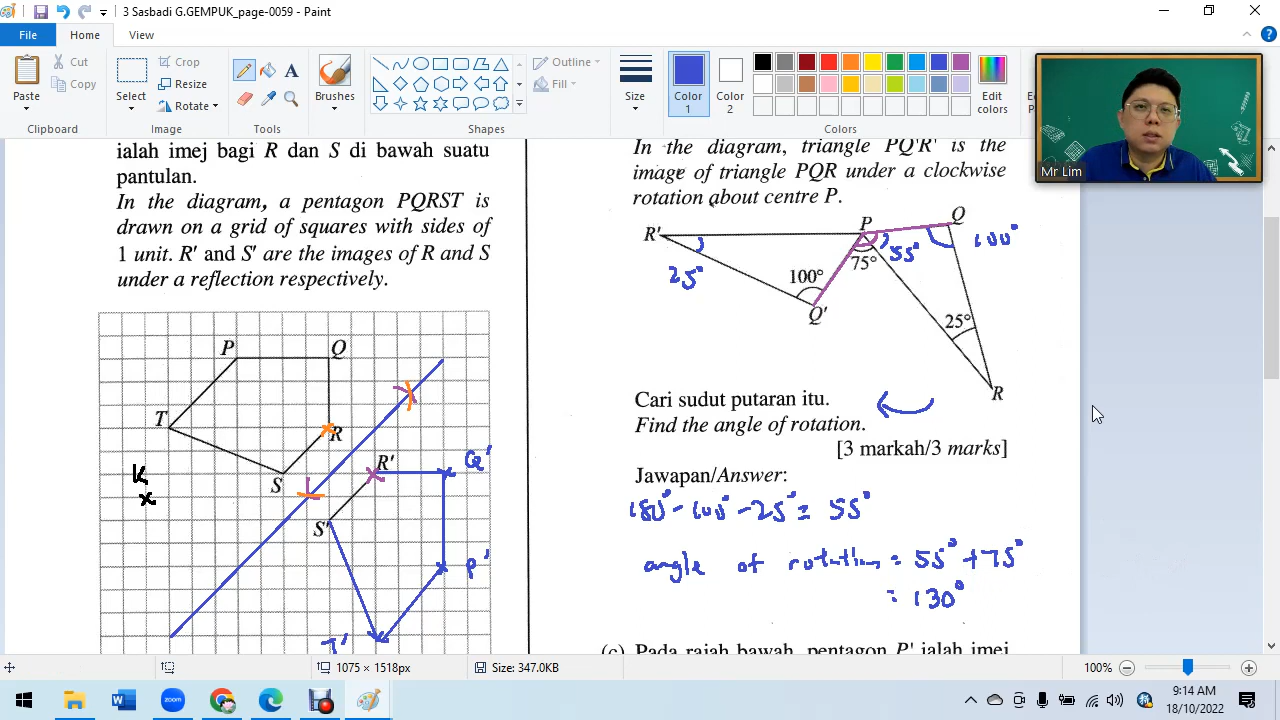 3 Sasbadi G.GEMPUK_page-0059 - Paint
File Home View
Paste Cut Copy Clipboard
Select Crop Resize Rotate Image
A Tools
Brushes
Shapes
Outline
Fill
Size
Color 1
Color 2
Colors
Edit colors
Mr Lim
ialah imej bagi R dan S di bawah suatu
pantulan.
In the diagram, a pentagon PQRST is
drawn on a grid of squares with sides of
1 unit. R' and S' are the images of R and S
under a reflection respectively.
P Q
T R
K S R' Q'
x
S'
P'
T'
In the diagram, triangle PQ'R' is the
image of triangle PQR under a clockwise
rotation about centre P.
R' P Q
25° 100° 75° 55° 100°
Q' 25°
R
Cari sudut putaran itu.
Find the angle of rotation.
[3 markah/3 marks]
Jawapan/Answer:
180° - 100° - 25° = 55°
angle of rotation = 55° + 75°
= 130°
(c) Pada rajah bawah, pentagon P' ialah imej
1075 × 1518px
Size: 347.0KB
100%
zoom
9:14 AM
18/10/2022